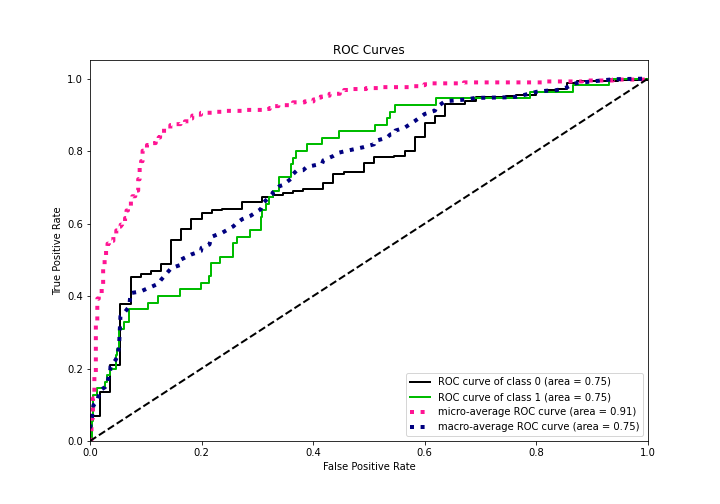 ROC Curves
True Positive Rate
1.0
0.8
0.6
0.4
0.2
0.0
0.0 0.2 0.4 0.6 0.8 1.0
False Positive Rate
ROC curve of class 0 (area = 0.75)
ROC curve of class 1 (area = 0.75)
micro-average ROC curve (area = 0.91)
macro-average ROC curve (area = 0.75)